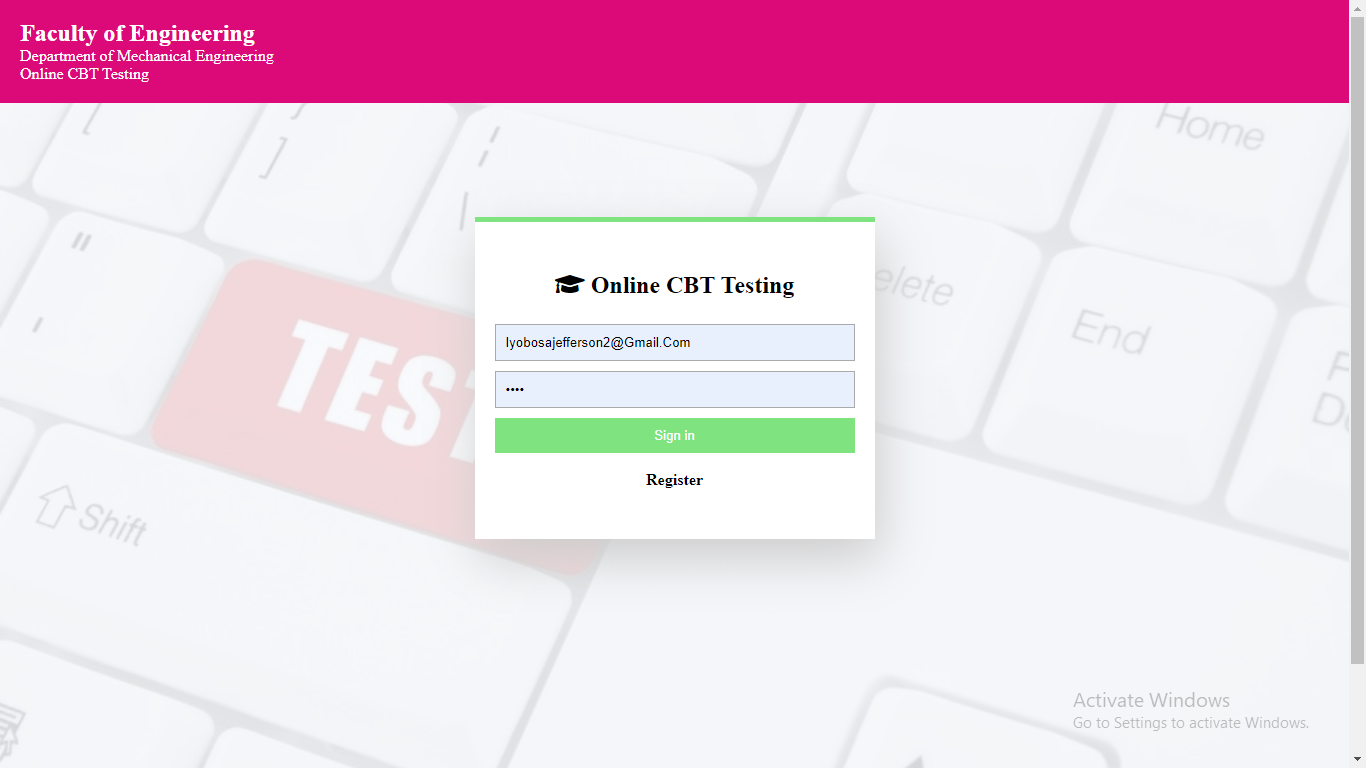 Faculty of Engineering
Department of Mechanical Engineering
Online CBT Testing
[
}
]
¦
|
Home
"
'
elete
End
TEST
Online CBT Testing
Iyobosajefferson2@Gmail.Com
••••
Sign in
Register
Shift
Activate Windows
Go to Settings to activate Windows.